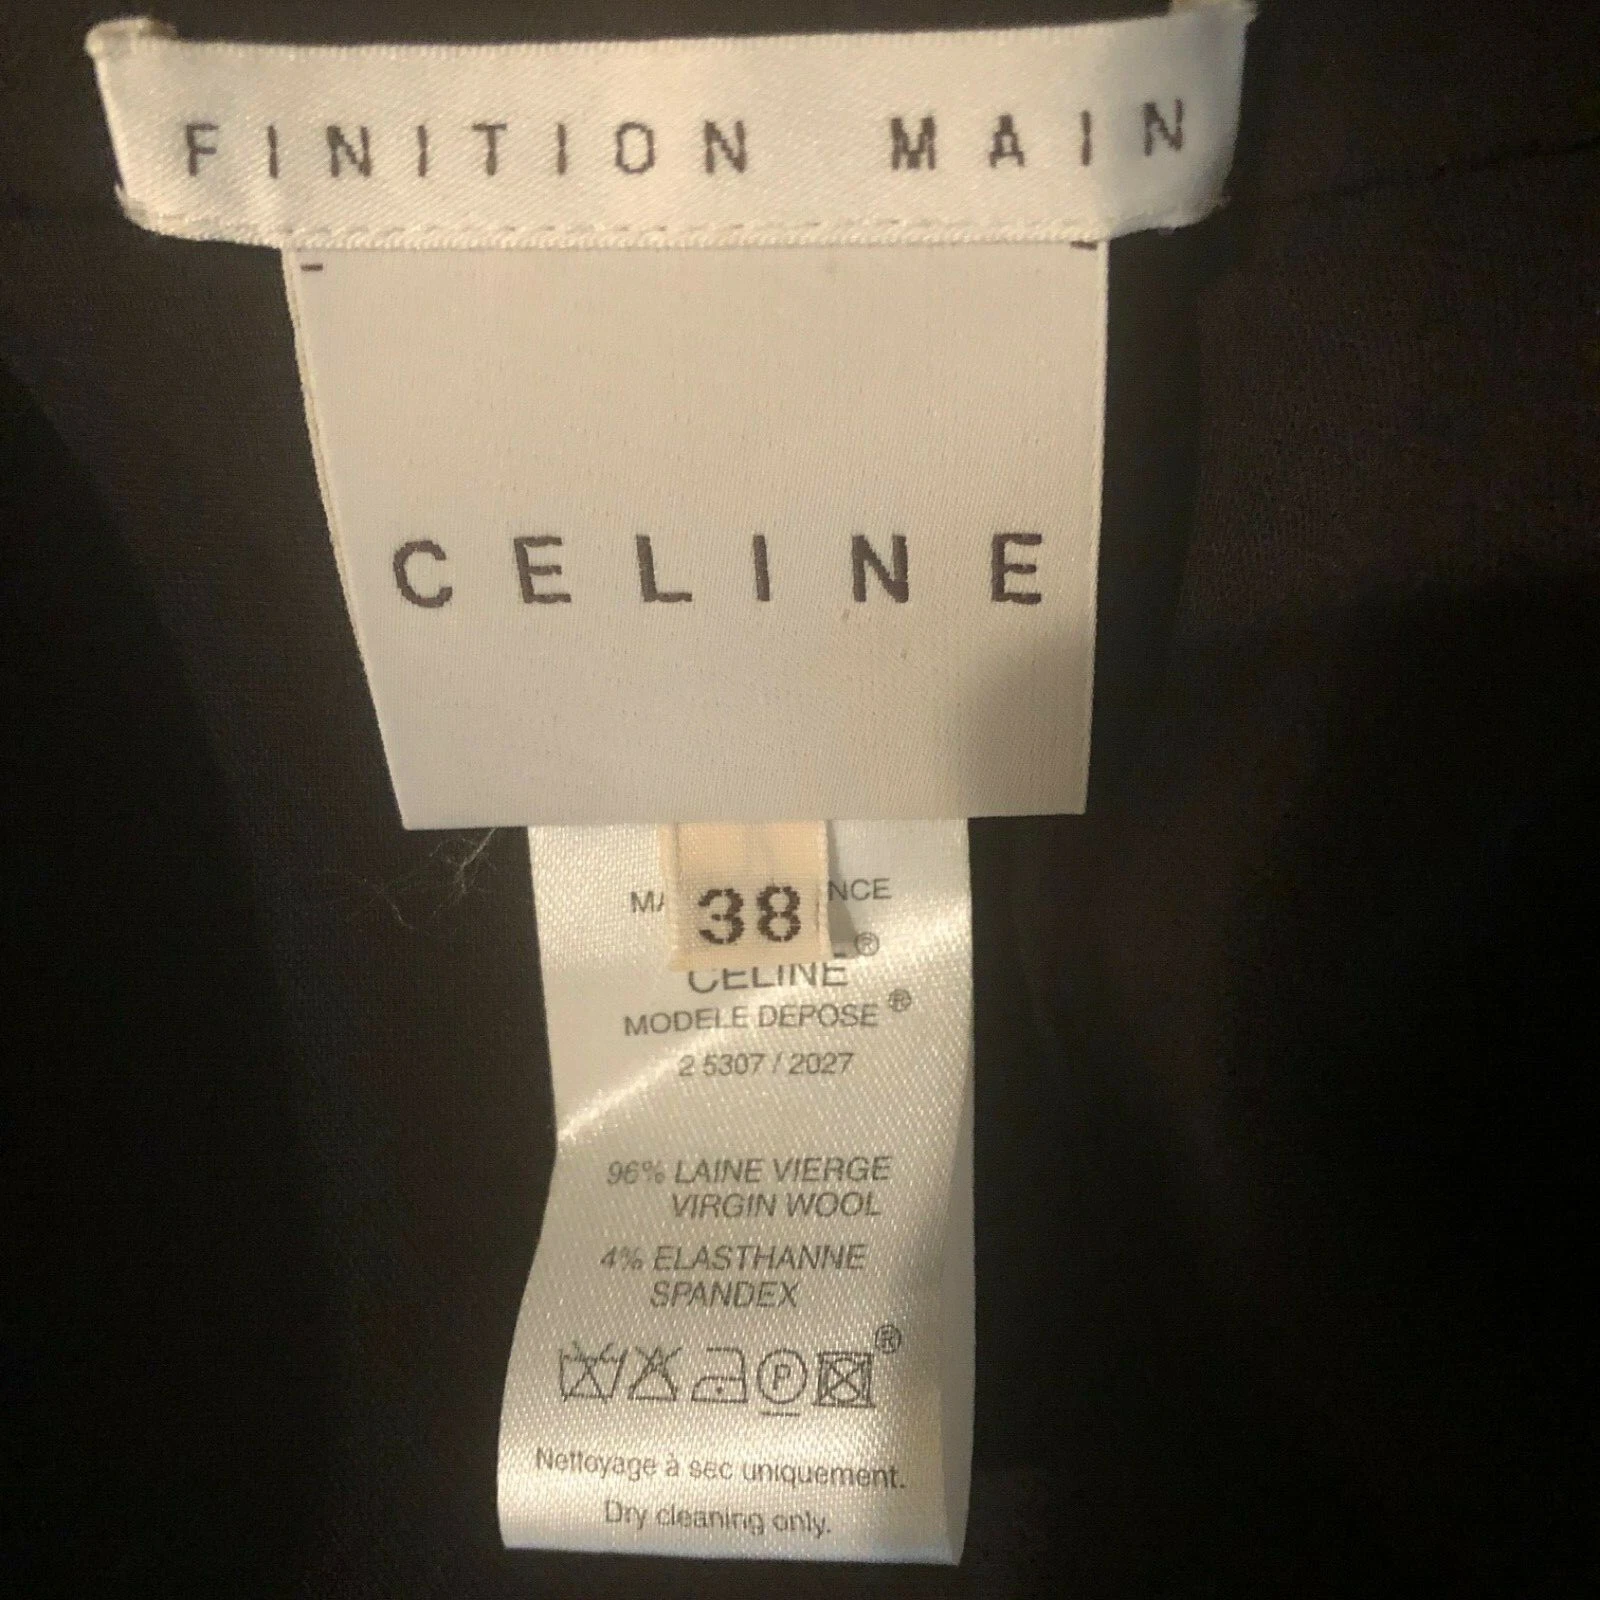 FINITION MAIN
CELINE
38
CELINE
MODELE DEPOSE ®
2 5307 / 2027
96% LAINE VIERGE
VIRGIN WOOL
4% ELASTHANNE
SPANDEX
P ®
Nettoyage à sec uniquement.
Dry cleaning only.